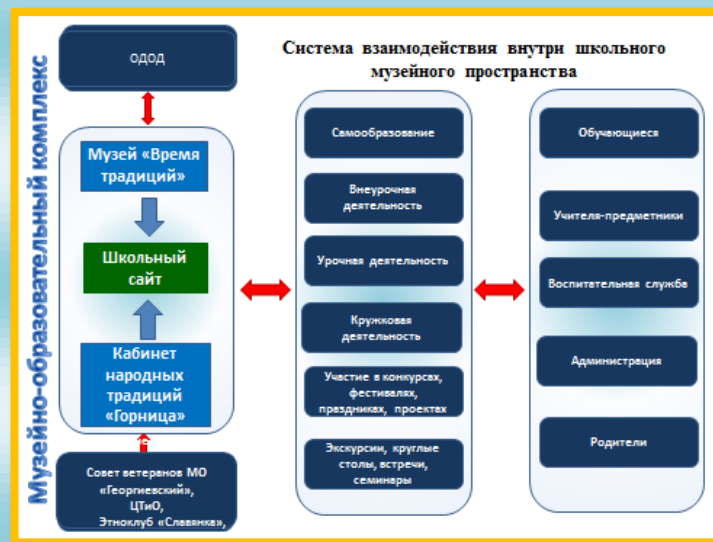 Музейно-образовательный комплекс
Система взаимодействия внутри школьного
музейного пространства
ОДОД
Музей «Время
традиций»
Школьный
сайт
Кабинет
народных
традиций
«Горница»
Совет ветеранов МО
«Георгиевский»,
ЦТиО,
Этноклуб «Славянка»,
Самообразование
Внеурочная
деятельность
Урочная деятельность
Кружковая
деятельность
Участие в конкурсах,
фестивалях,
праздниках, проектах
Экскурсии, круглые
столы, встречи,
семинары
Обучающиеся
Учителя-предметники
Воспитательная служба
Администрация
Родители